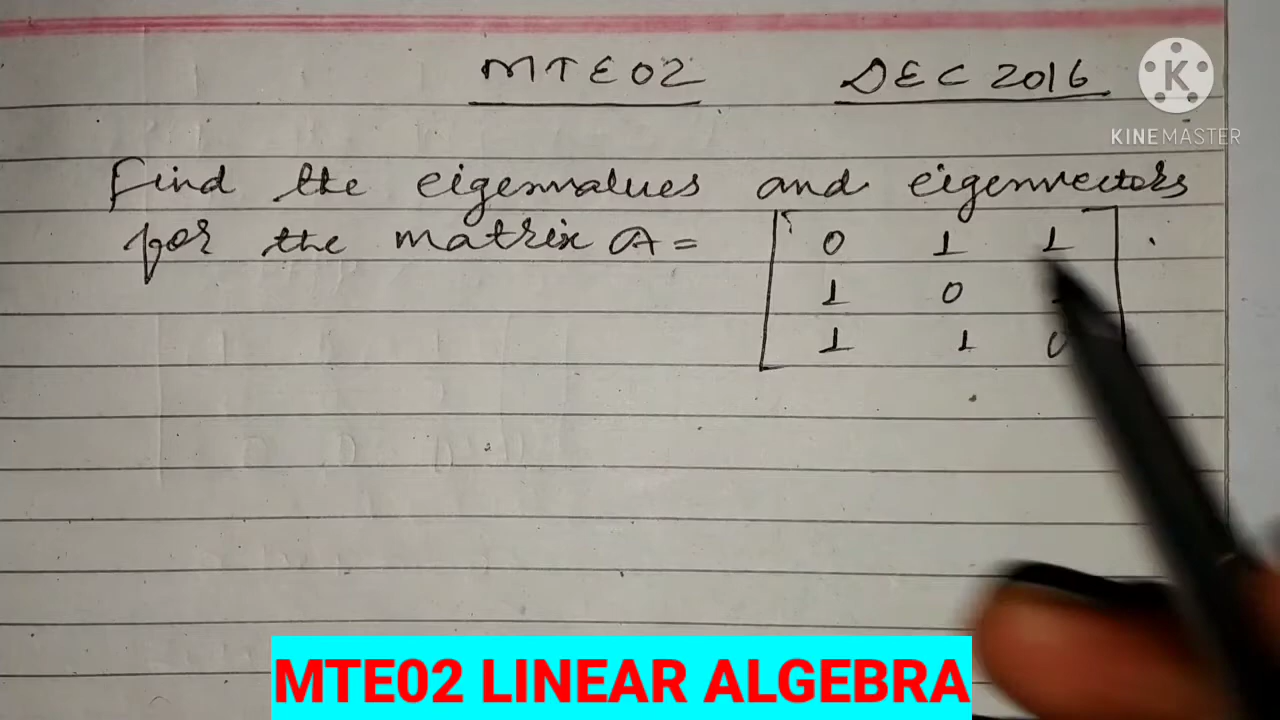 MTE02 DEC 2016
KINEMASTER
Find the eigenvalues and eigenvectors
for the matrix A = [ 0 1 1 ] .
1 0
1 1 0
MTE02 LINEAR ALGEBRA